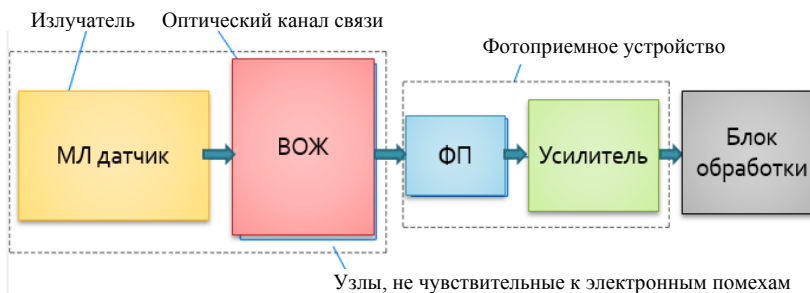 Излучатель
Оптический канал связи
Фотоприемное устройство
МЛ датчик
ВОЖ
ФП
Усилитель
Блок
обработки
Узлы, не чувствительные к электронным помехам